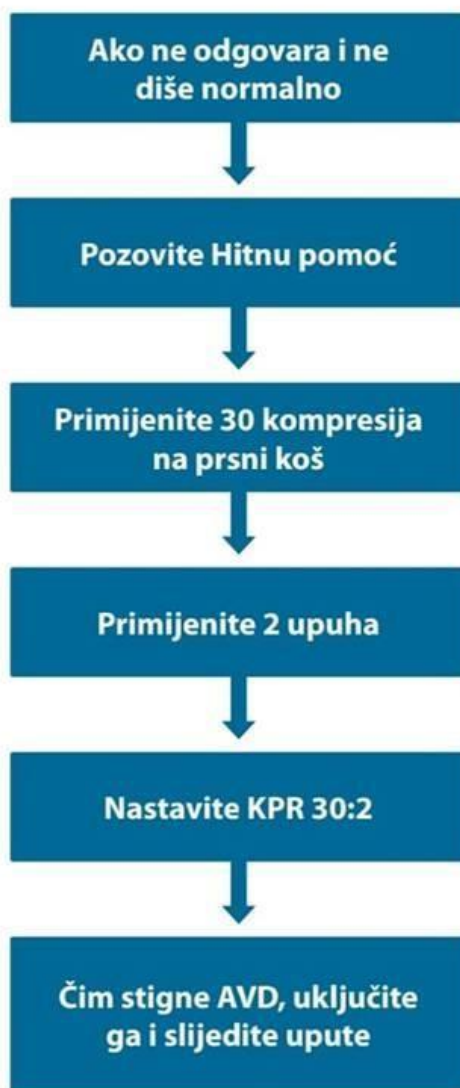 Ako ne odgovara i ne
diše normalno
Pozovite Hitnu pomoć
Primijenite 30 kompresija
na prsni koš
Primijenite 2 upuha
Nastavite KPR 30:2
Čim stigne AVD, uključite
ga i slijedite upute